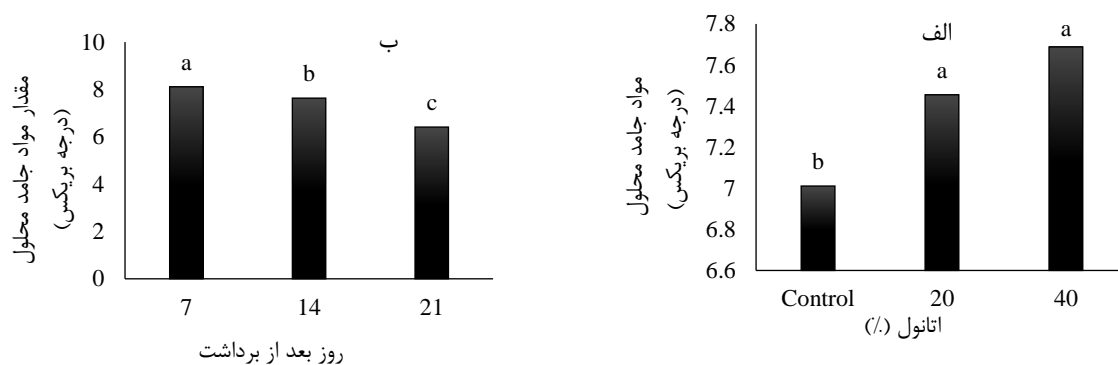 الف
مواد جامد محلول
(درجه بریکس)
7.8
7.6
7.4
7.2
7
6.8
6.6
b
a
a
Control 20 40
اتانول (٪)
ب
مقدار مواد جامد محلول
(درجه بریکس)
10
8
6
4
2
0
a
b
c
7 14 21
روز بعد از برداشت